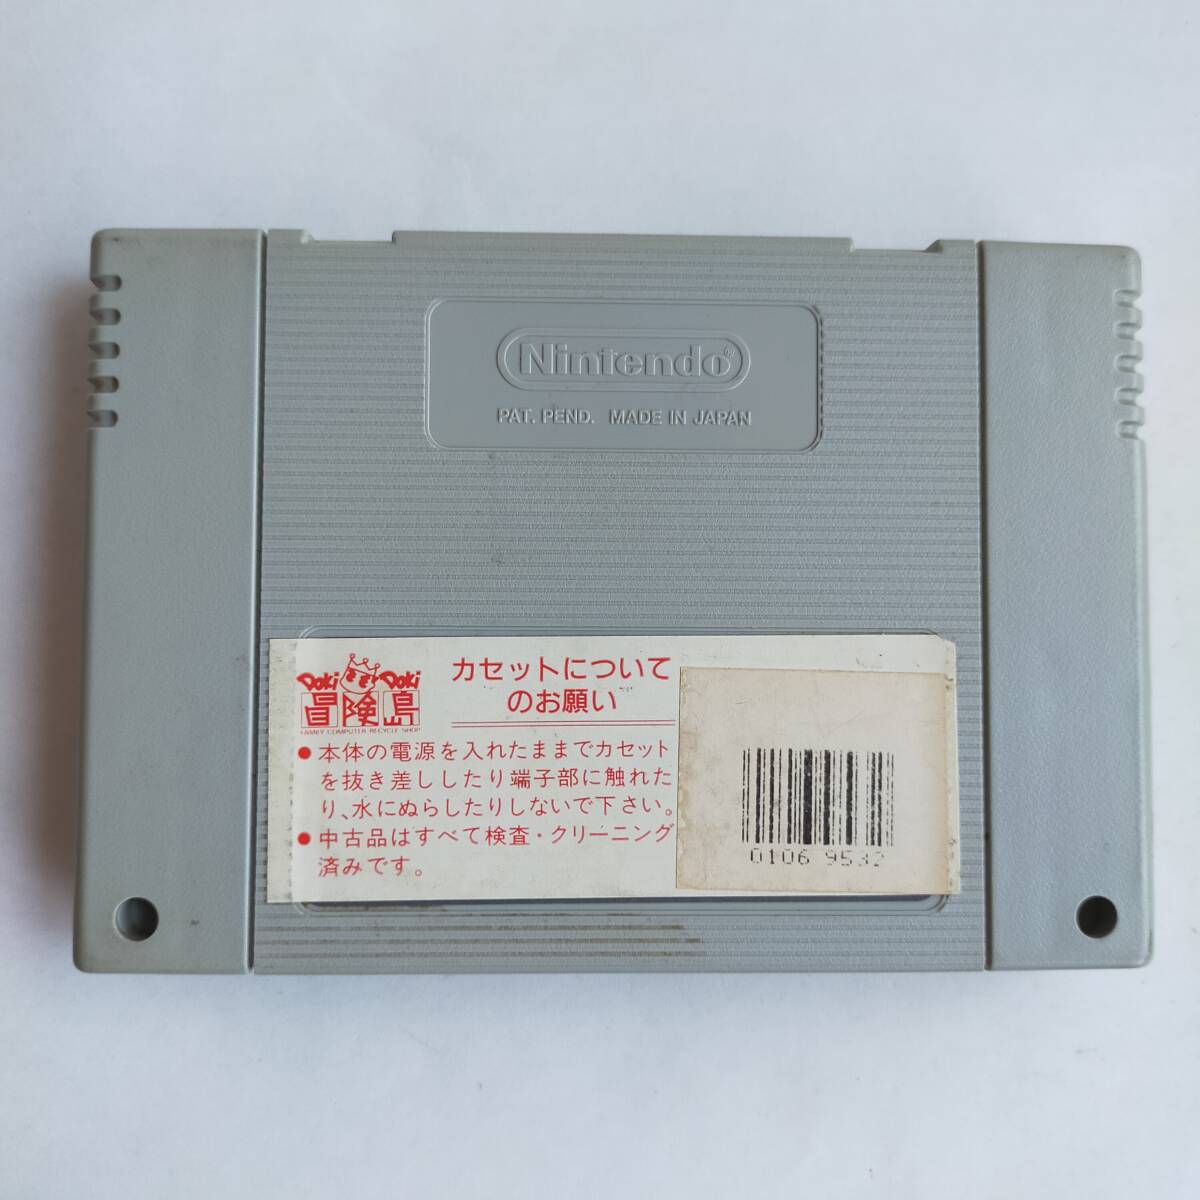 Nintendo®
PAT. PEND. MADE IN JAPAN
Doki Doki
冒険島
FAMILY COMPUTER RECYCLE SHOP
カセットについて
のお願い
●本体の電源を入れたままでカセット
を抜き差ししたり端子部に触れた
り、水にぬらしたりしないで下さい。
●中古品はすべて検査・クリーニング
済みです。
0106 9532